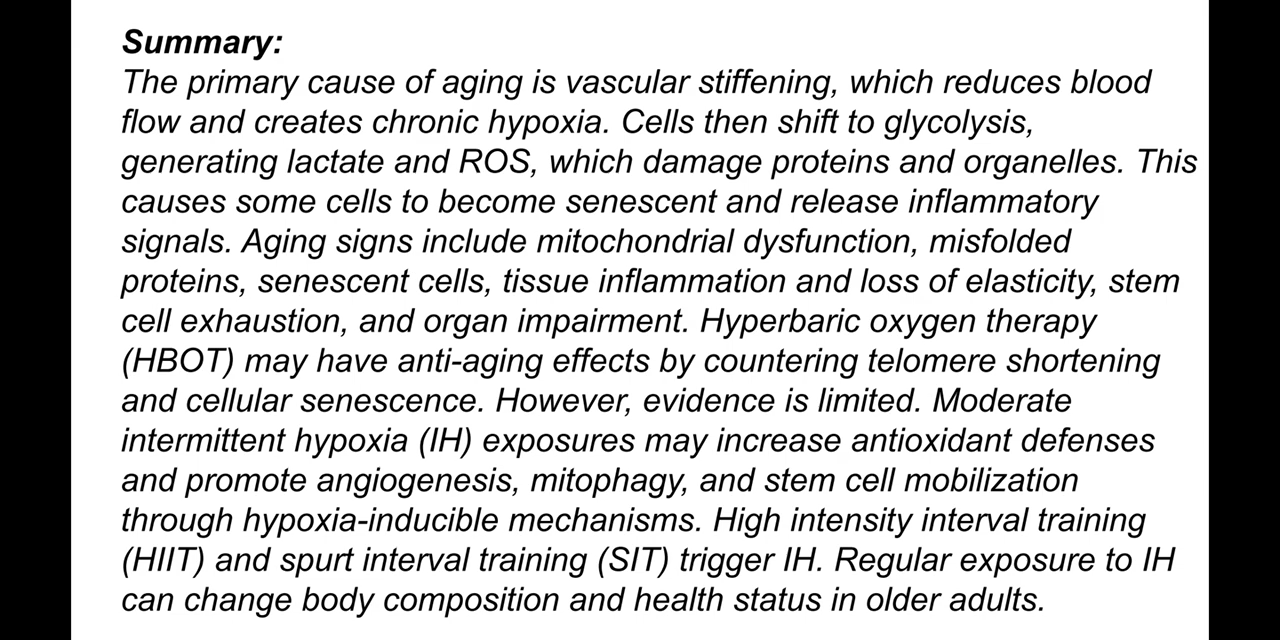 Summary:
The primary cause of aging is vascular stiffening, which reduces blood
flow and creates chronic hypoxia. Cells then shift to glycolysis,
generating lactate and ROS, which damage proteins and organelles. This
causes some cells to become senescent and release inflammatory
signals. Aging signs include mitochondrial dysfunction, misfolded
proteins, senescent cells, tissue inflammation and loss of elasticity, stem
cell exhaustion, and organ impairment. Hyperbaric oxygen therapy
(HBOT) may have anti-aging effects by countering telomere shortening
and cellular senescence. However, evidence is limited. Moderate
intermittent hypoxia (IH) exposures may increase antioxidant defenses
and promote angiogenesis, mitophagy, and stem cell mobilization
through hypoxia-inducible mechanisms. High intensity interval training
(HIIT) and spurt interval training (SIT) trigger IH. Regular exposure to IH
can change body composition and health status in older adults.